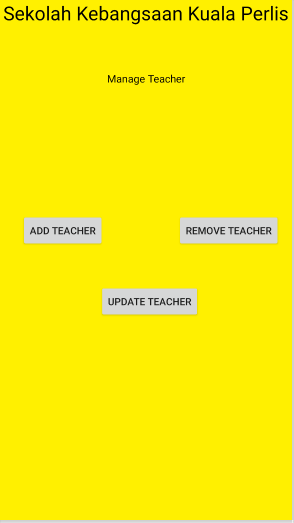 Sekolah Kebangsaan Kuala Perlis
Manage Teacher
ADD TEACHER
REMOVE TEACHER
UPDATE TEACHER